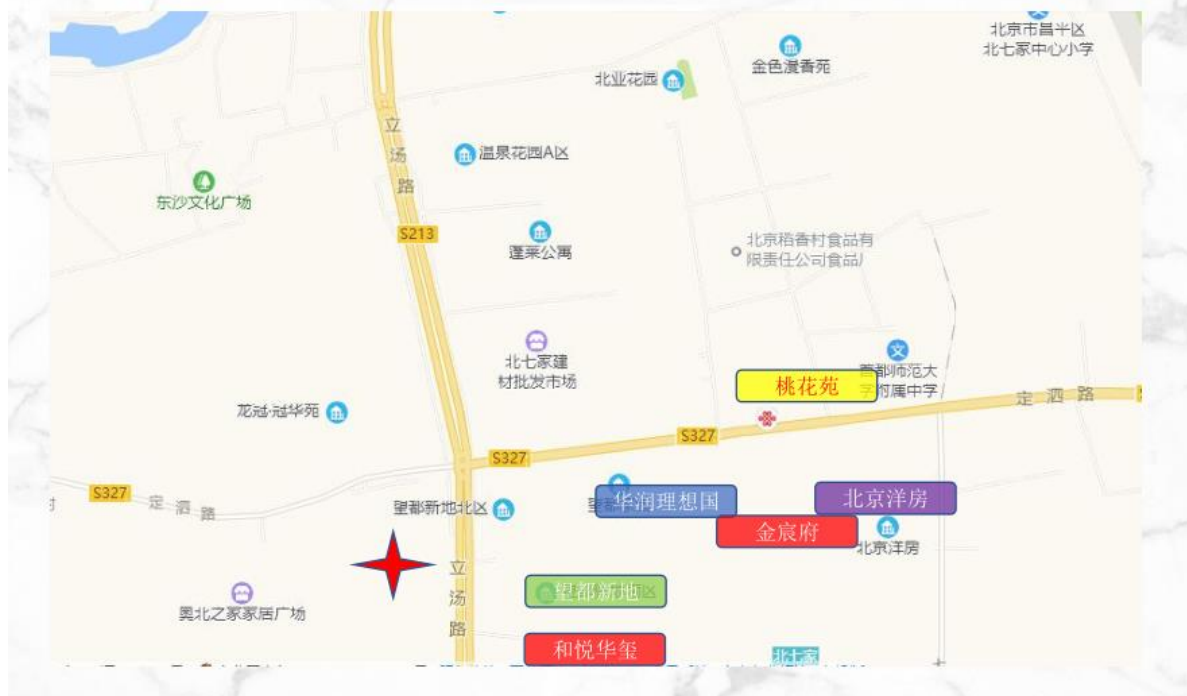 北京市昌平区
北七家中心小学
金色漫香苑
北业花园
立
汤
路
温泉花园A区
东沙文化广场
S213
蓬莱公寓
北京稻香村食品有
限责任公司食品厂
北七家建
材批发市场
首都师范大
学附属中学
桃花苑
定 泗 路
龙冠·冠华苑
S327
S327
S327
定 泗 路
望都新地北区
华润理想国
北京洋房
金宸府
北京洋房
立
汤
路
望都新地
奥北之家家居广场
和悦华玺
北七家